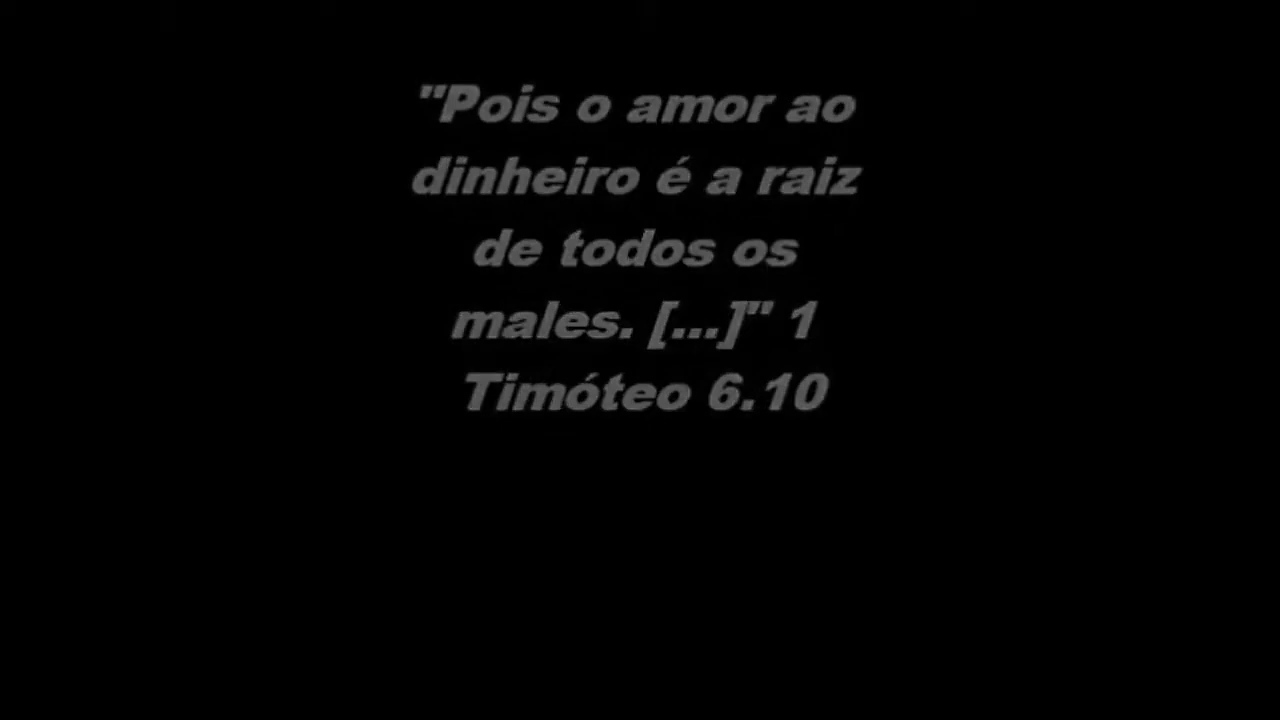 "Pois o amor ao
dinheiro é a raiz
de todos os
males. [...]" 1
Timóteo 6.10